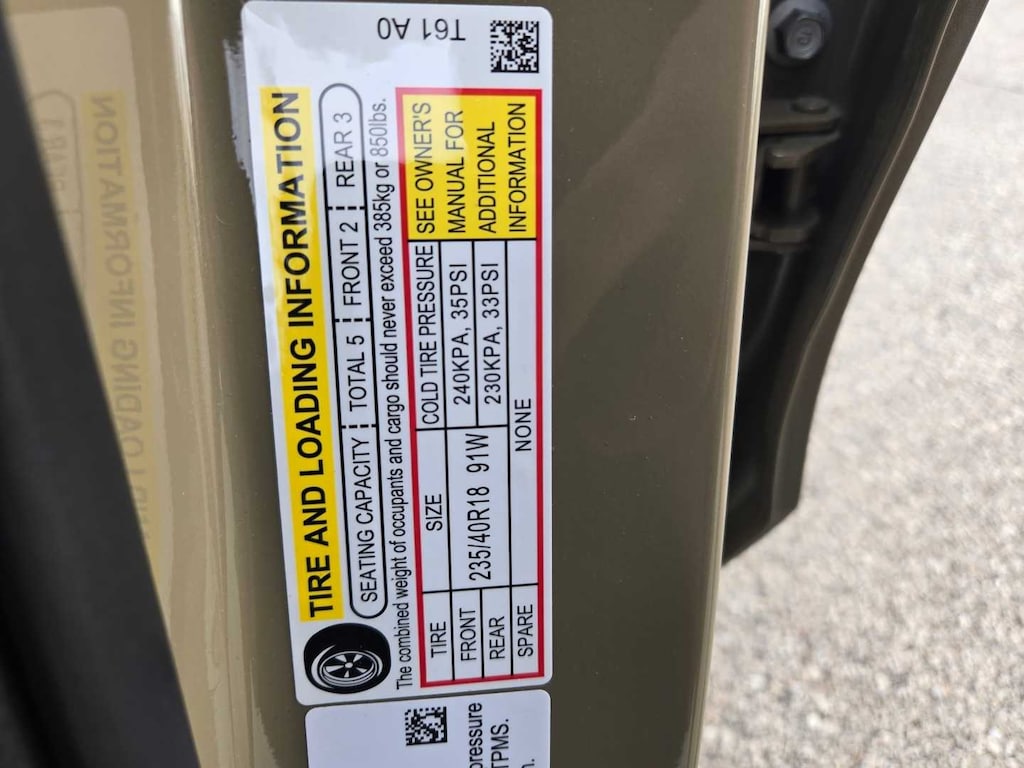 T61 A0
TIRE AND LOADING INFORMATION
SEATING CAPACITY TOTAL 5 FRONT 2 REAR 3
The combined weight of occupants and cargo should never exceed 385kg or 850lbs.
TIRE SIZE COLD TIRE PRESSURE
FRONT 235/40R18 91W 240KPA, 35PSI
REAR 230KPA, 33PSI
SPARE NONE
SEE OWNER'S
MANUAL FOR
ADDITIONAL
INFORMATION
pressure
TPMS.